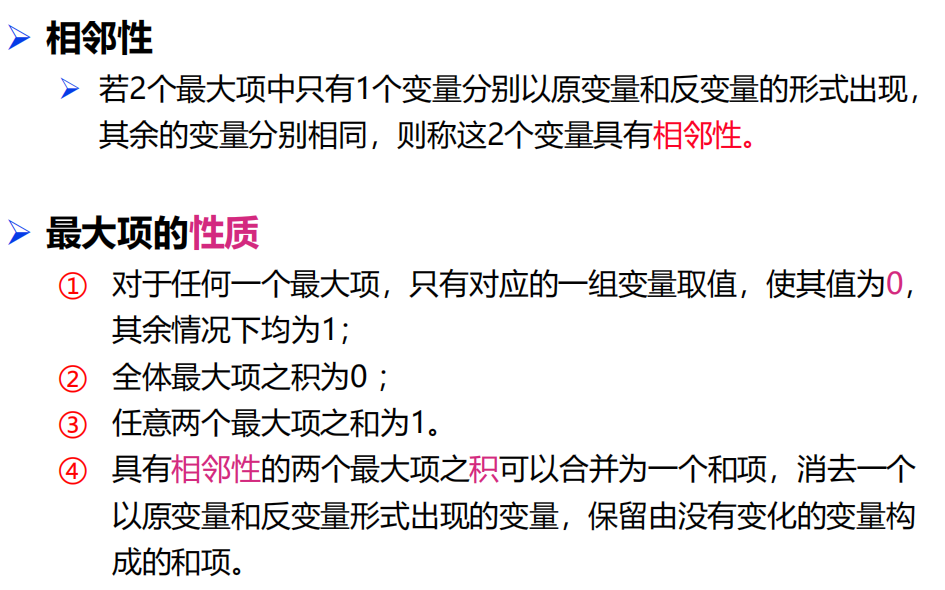 ➢ 相邻性
➢ 若2个最大项中只有1个变量分别以原变量和反变量的形式出现，
其余的变量分别相同，则称这2个变量具有相邻性。
➢ 最大项的性质
① 对于任何一个最大项，只有对应的一组变量取值，使其值为0，
其余情况下均为1；
② 全体最大项之积为0 ；
③ 任意两个最大项之和为1。
④ 具有相邻性的两个最大项之积可以合并为一个和项，消去一个
以原变量和反变量形式出现的变量，保留由没有变化的变量构
成的和项。